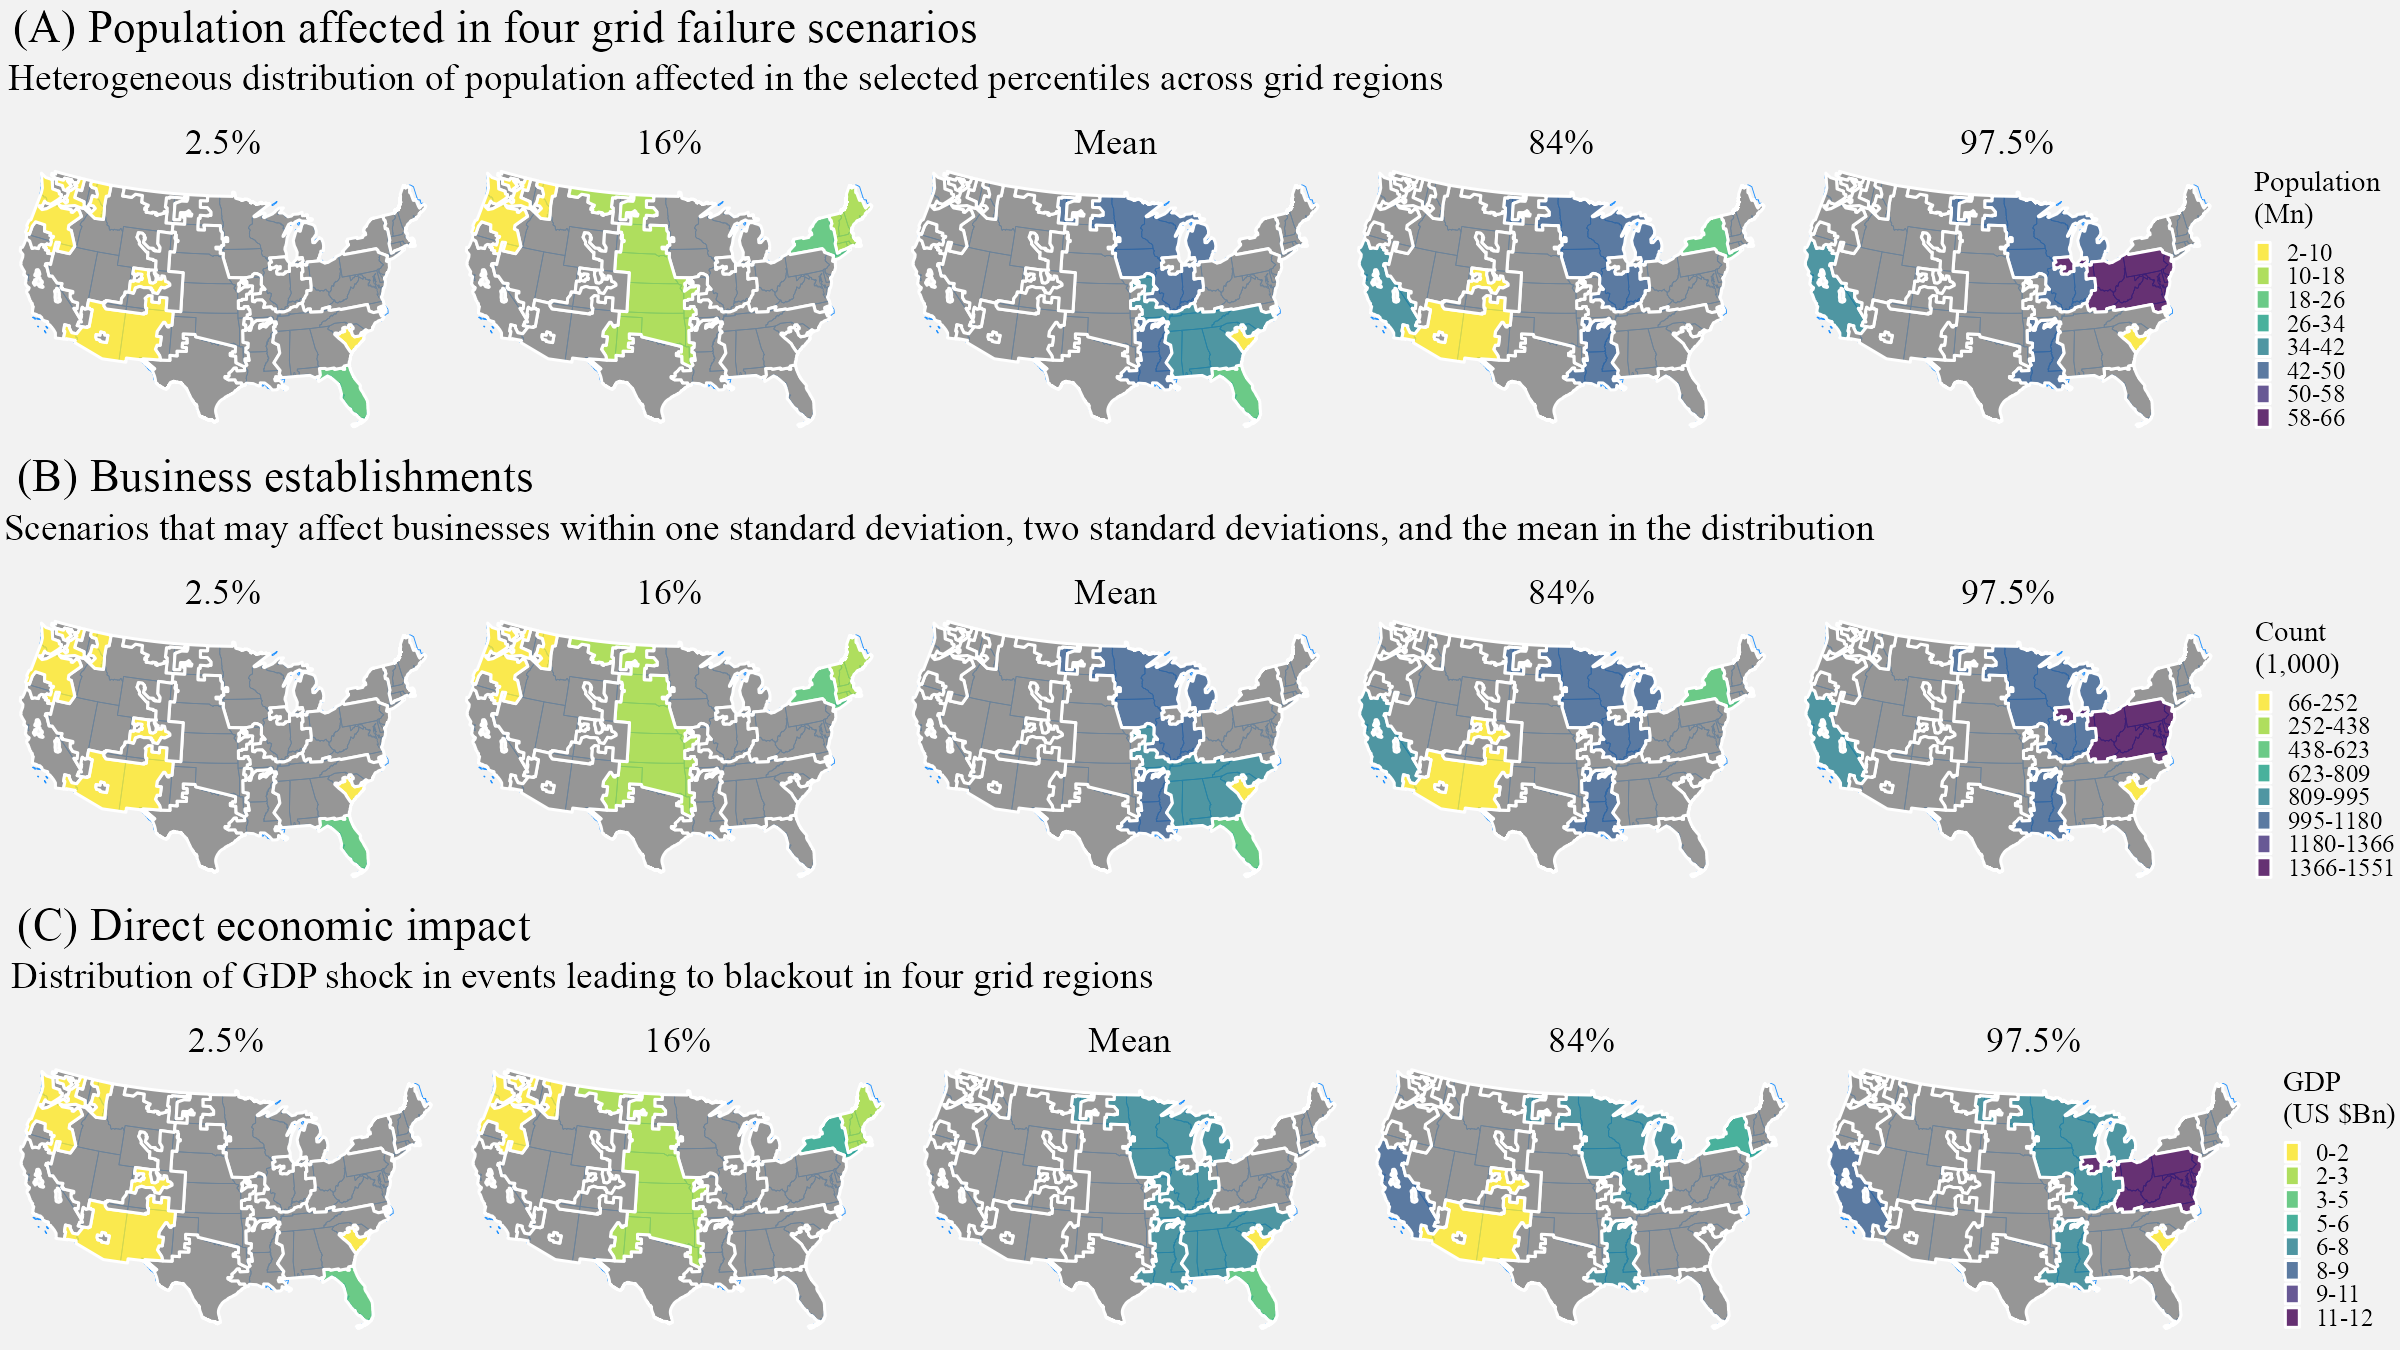 (A) Population affected in four grid failure scenarios
Heterogeneous distribution of population affected in the selected percentiles across grid regions
2.5% 16% Mean 84% 97.5%
Population
(Mn)
2-10
10-18
18-26
26-34
34-42
42-50
50-58
58-66
(B) Business establishments
Scenarios that may affect businesses within one standard deviation, two standard deviations, and the mean in the distribution
2.5% 16% Mean 84% 97.5%
Count
(1,000)
66-252
252-438
438-623
623-809
809-995
995-1180
1180-1366
1366-1551
(C) Direct economic impact
Distribution of GDP shock in events leading to blackout in four grid regions
2.5% 16% Mean 84% 97.5%
GDP
(US $Bn)
0-2
2-3
3-5
5-6
6-8
8-9
9-11
11-12